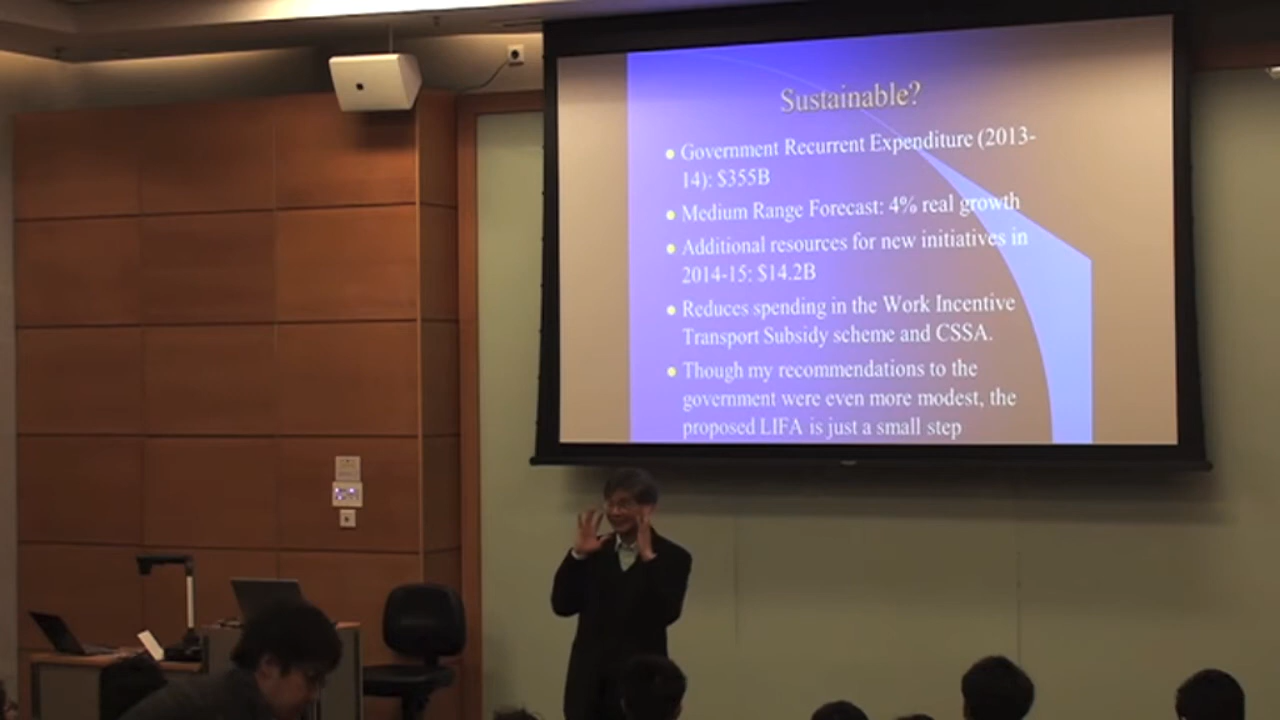 Sustainable?
Government Recurrent Expenditure (2013-
14): $355B
Medium Range Forecast: 4% real growth
Additional resources for new initiatives in
2014-15: $14.2B
Reduces spending in the Work Incentive
Transport Subsidy scheme and CSSA.
Though my recommendations to the
government were even more modest, the
proposed LIFA is just a small step